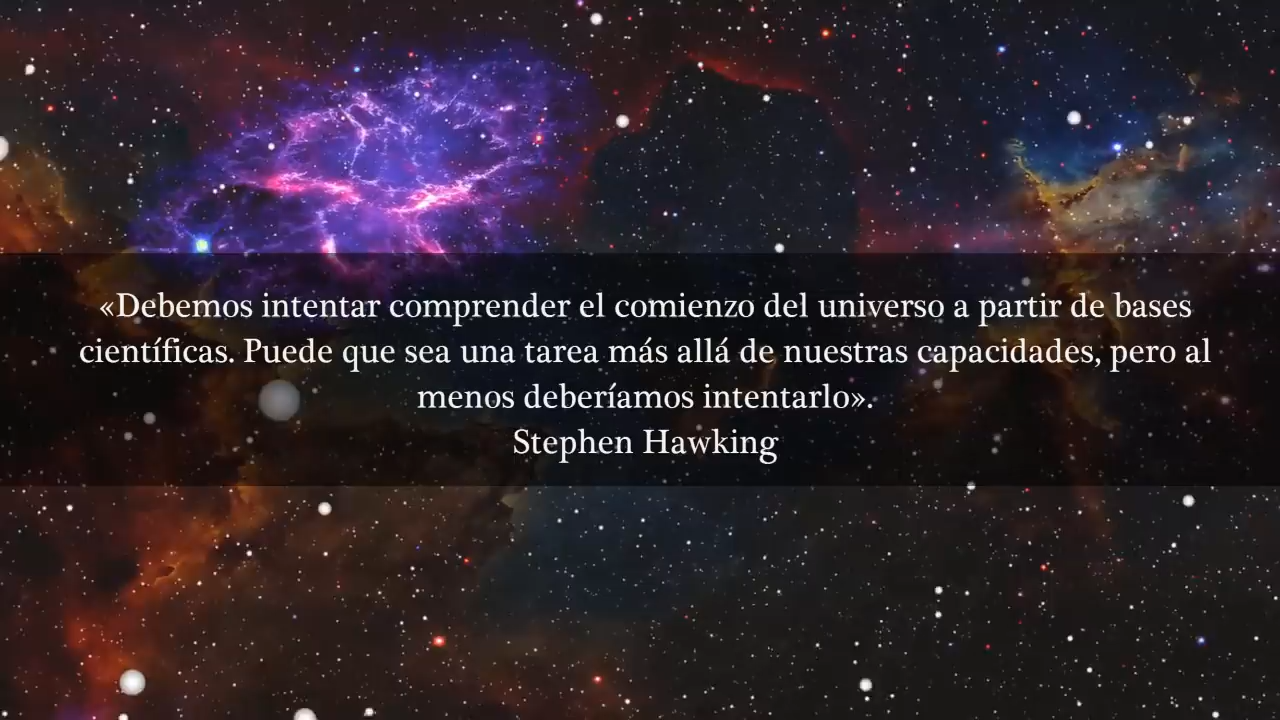 «Debemos intentar comprender el comienzo del universo a partir de bases
científicas. Puede que sea una tarea más allá de nuestras capacidades, pero al
menos deberíamos intentarlo».
Stephen Hawking